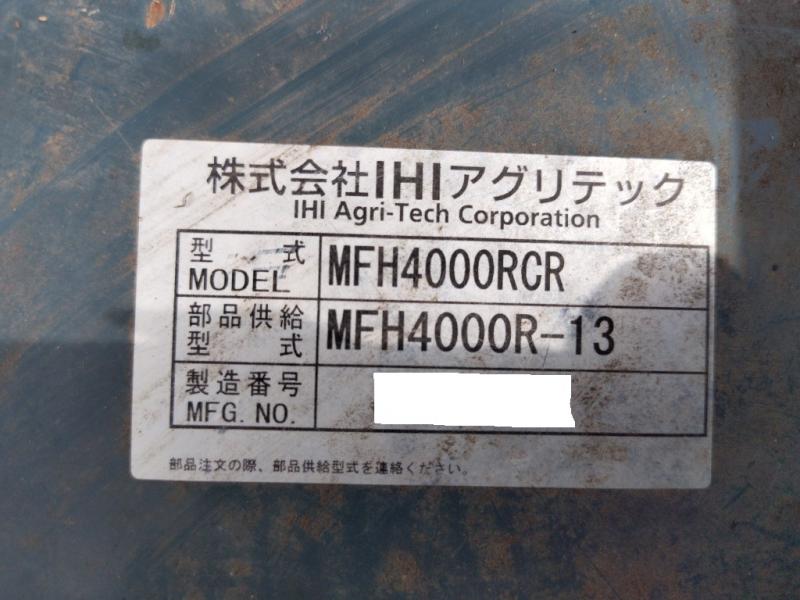 株式会社IHIアグリテック
IHI Agri-Tech Corporation
型 式
MODEL
MFH4000RCR
部品供給
型 式
MFH4000R-13
製造番号
MFG. NO.
部品注文の際、部品供給型式を連絡ください。